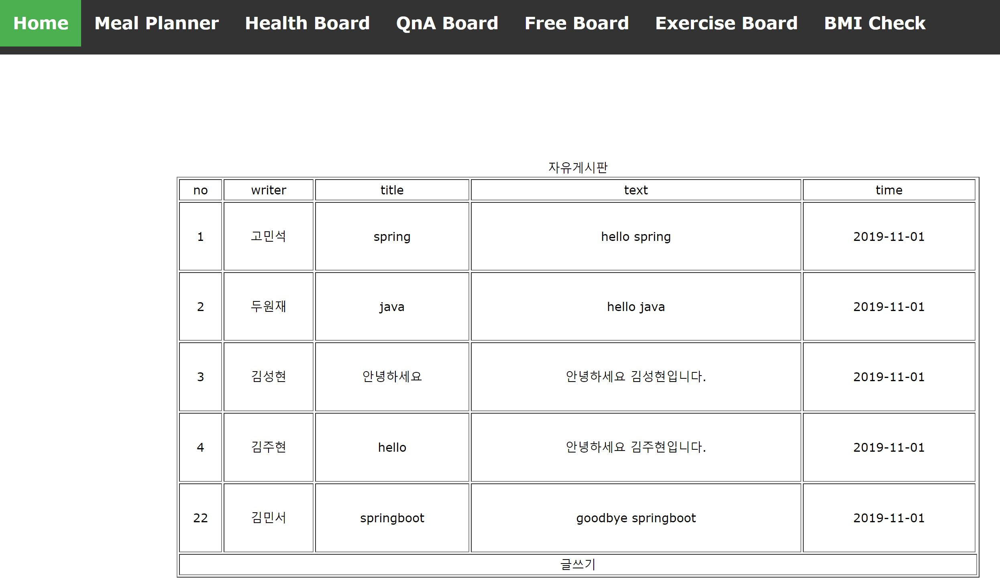 Home Meal Planner Health Board QnA Board Free Board Exercise Board BMI Check
자유게시판
no writer title text time
1 고민석 spring hello spring 2019-11-01
2 두원재 java hello java 2019-11-01
3 김성현 안녕하세요 안녕하세요 김성현입니다. 2019-11-01
4 김주현 hello 안녕하세요 김주현입니다. 2019-11-01
22 김민서 springboot goodbye springboot 2019-11-01
글쓰기